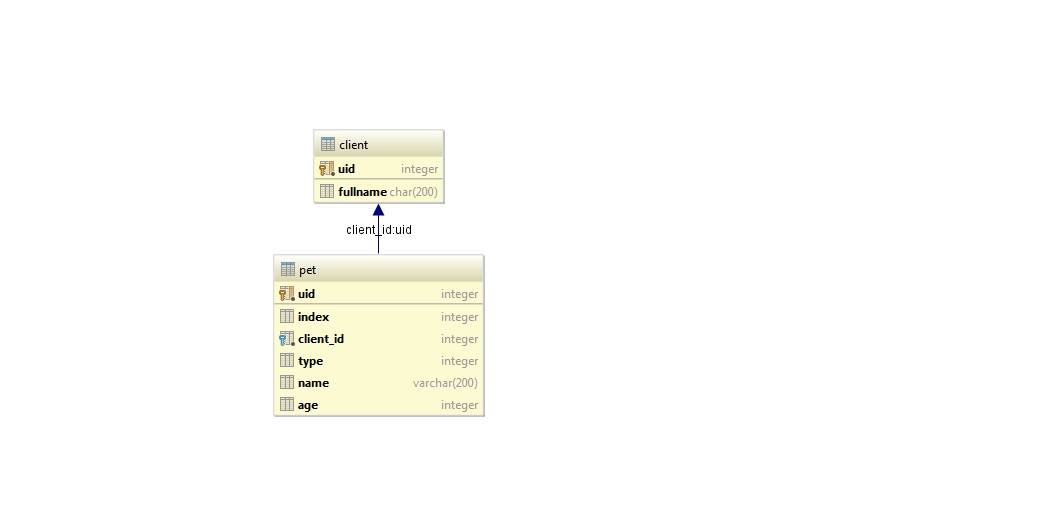 client
uid integer
fullname char(200)
client_id:uid
pet
uid integer
index integer
client_id integer
type integer
name varchar(200)
age integer